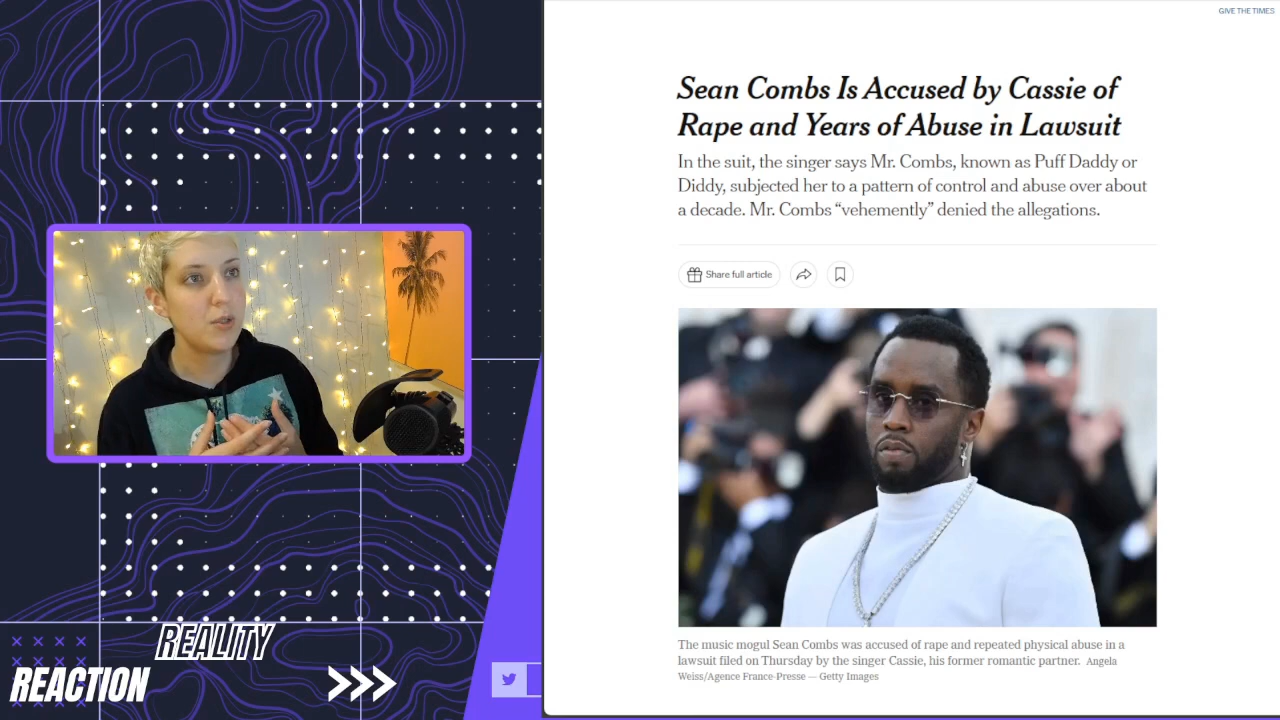 GIVE THE TIMES
Sean Combs Is Accused by Cassie of
Rape and Years of Abuse in Lawsuit
In the suit, the singer says Mr. Combs, known as Puff Daddy or
Diddy, subjected her to a pattern of control and abuse over about
a decade. Mr. Combs “vehemently” denied the allegations.
Share full article
The music mogul Sean Combs was accused of rape and repeated physical abuse in a
lawsuit filed on Thursday by the singer Cassie, his former romantic partner. Angela
Weiss/Agence France-Presse — Getty Images
REALITY
REACTION